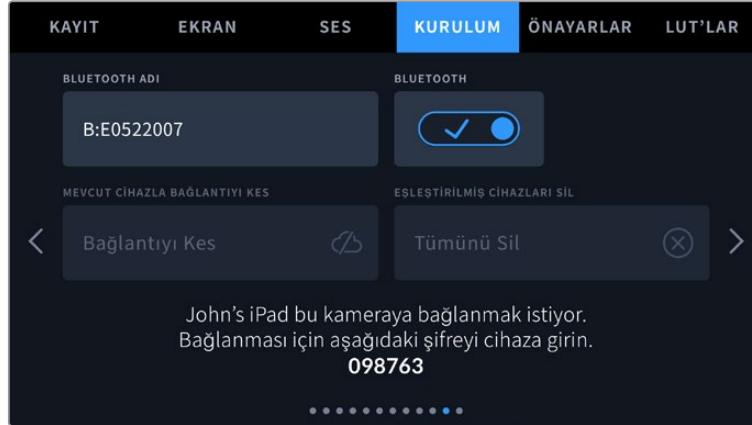 KAYIT EKRAN SES KURULUM ÖNAYARLAR LUT’LAR
BLUETOOTH ADI BLUETOOTH
B:E0522007
MEVCUT CİHAZLA BAĞLANTIYI KES EŞLEŞTİRİLMİŞ CİHAZLARI SİL
Bağlantıyı Kes Tümünü Sil
John’s iPad bu kameraya bağlanmak istiyor.
Bağlanması için aşağıdaki şifreyi cihaza girin.
098763